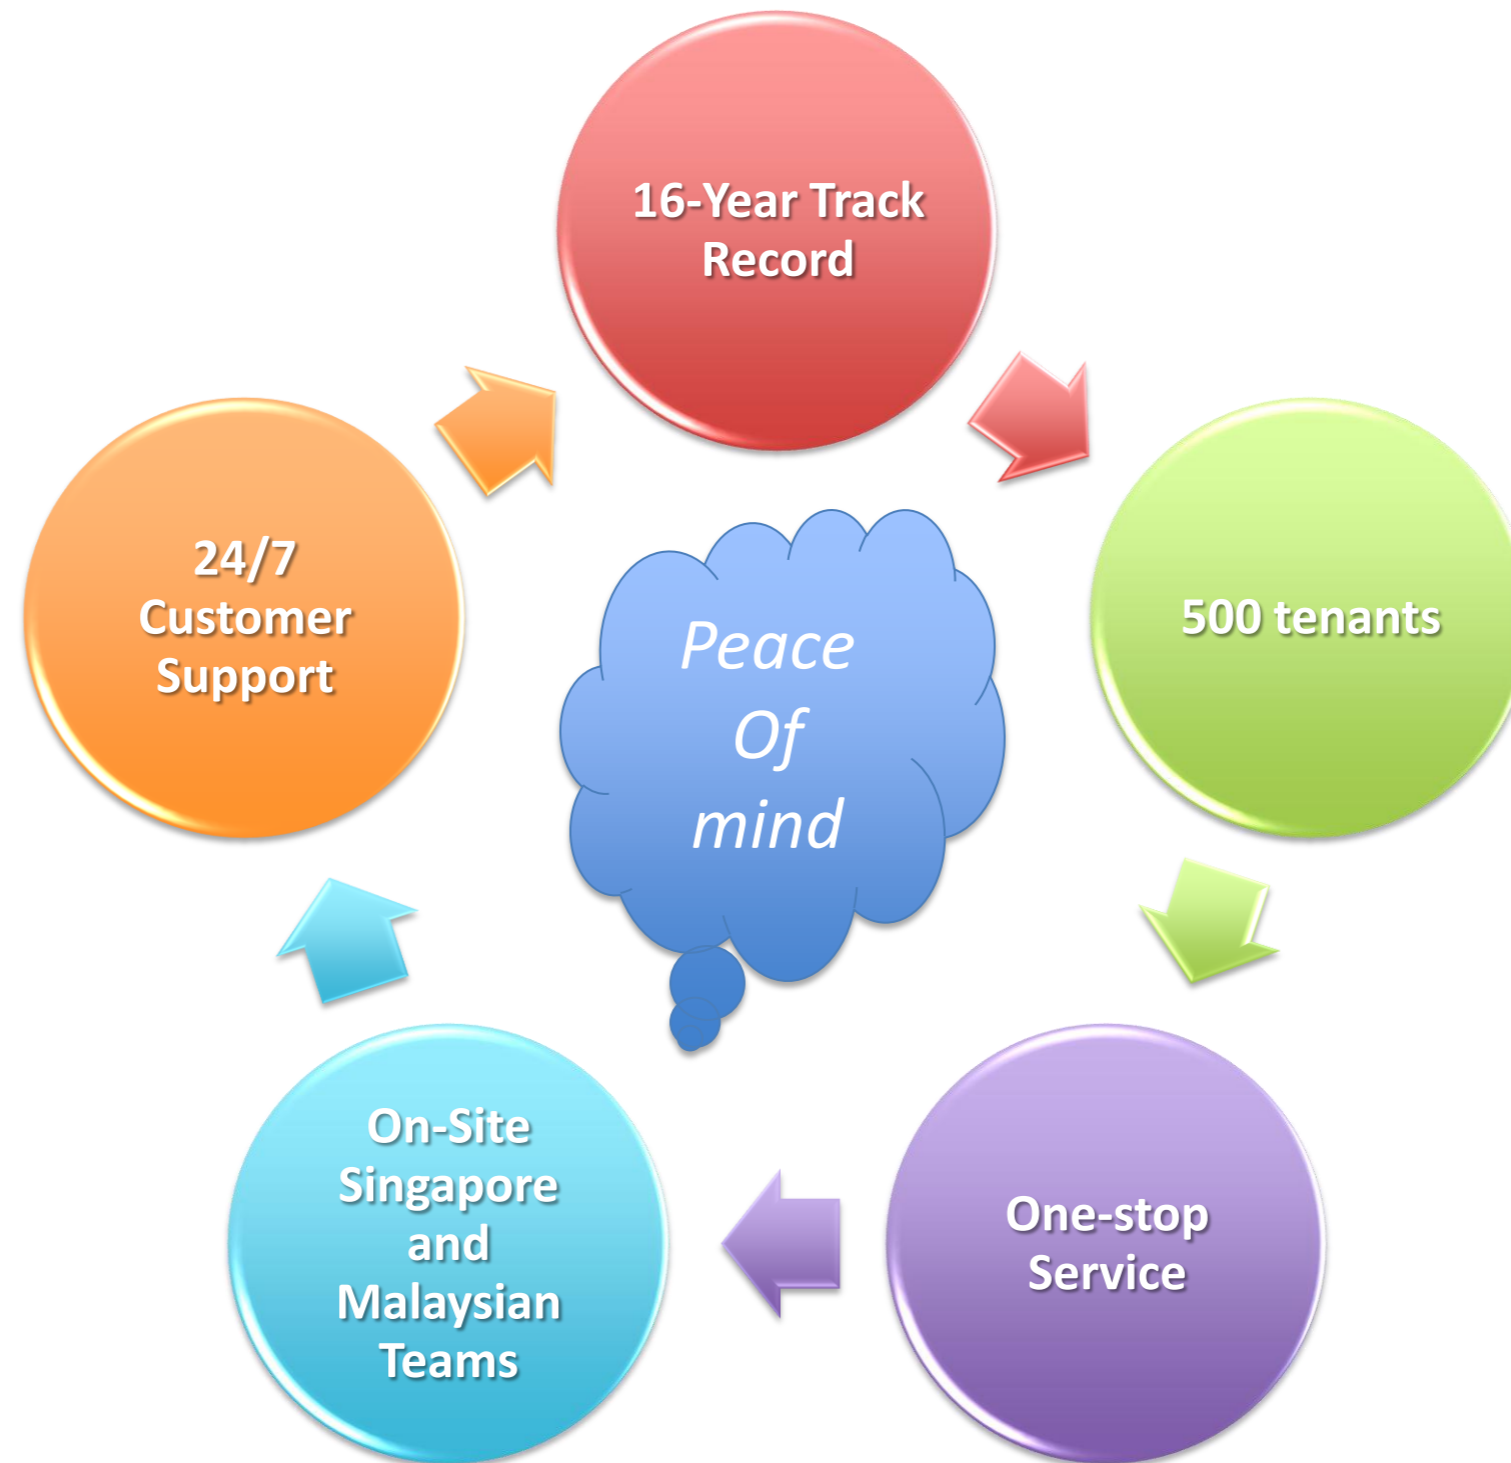 16-Year Track
Record
500 tenants
One-stop
Service
On-Site
Singapore
and
Malaysian
Teams
24/7
Customer
Support
Peace
Of
mind